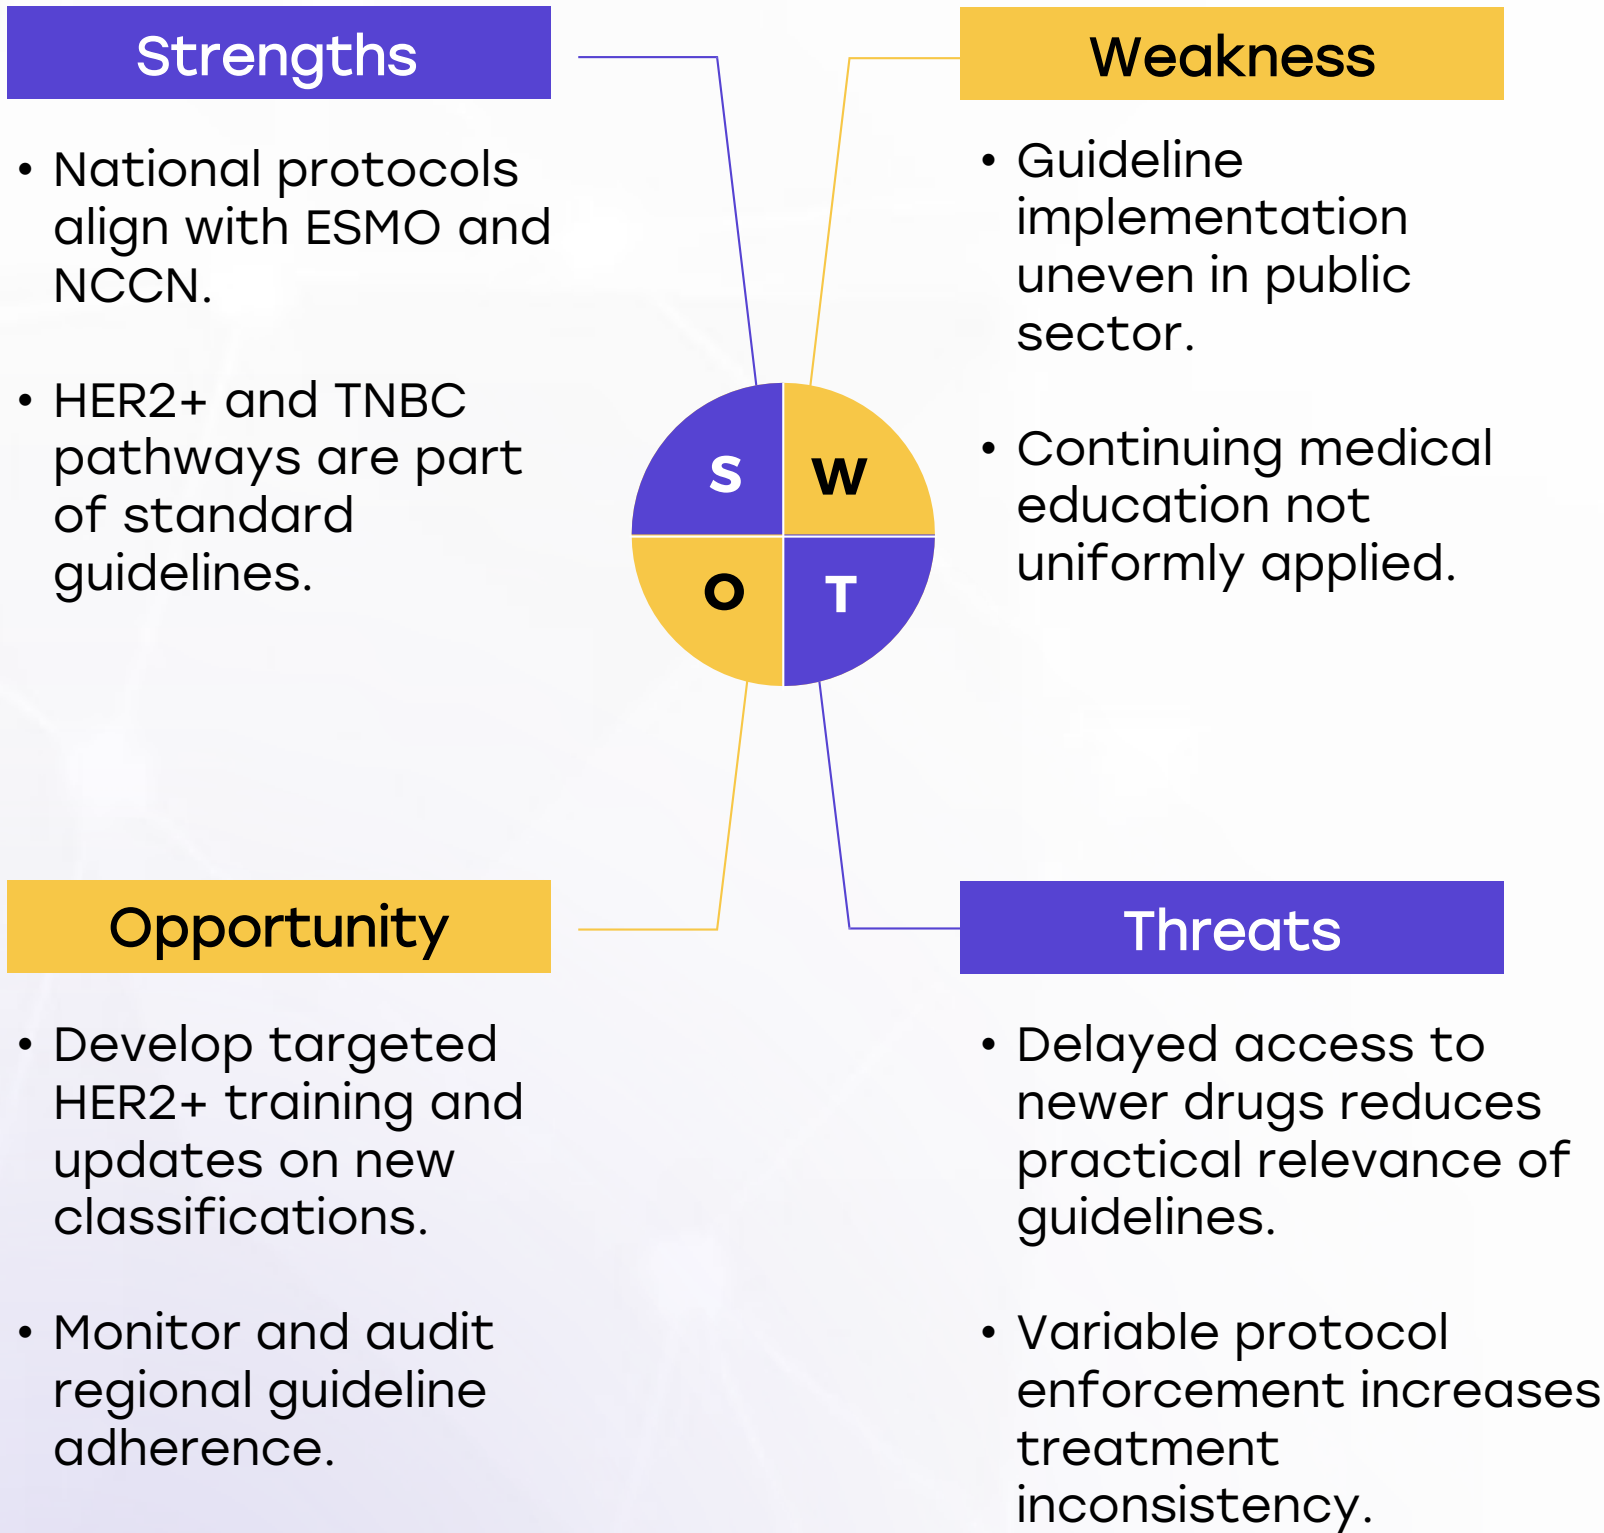 Strengths
• National protocols
align with ESMO and
NCCN.
• HER2+ and TNBC
pathways are part
of standard
guidelines.
Weakness
• Guideline
implementation
uneven in public
sector.
• Continuing medical
education not
uniformly applied.
S
W
O
T
Opportunity
• Develop targeted
HER2+ training and
updates on new
classifications.
• Monitor and audit
regional guideline
adherence.
Threats
• Delayed access to
newer drugs reduces
practical relevance of
guidelines.
• Variable protocol
enforcement increases
treatment
inconsistency.